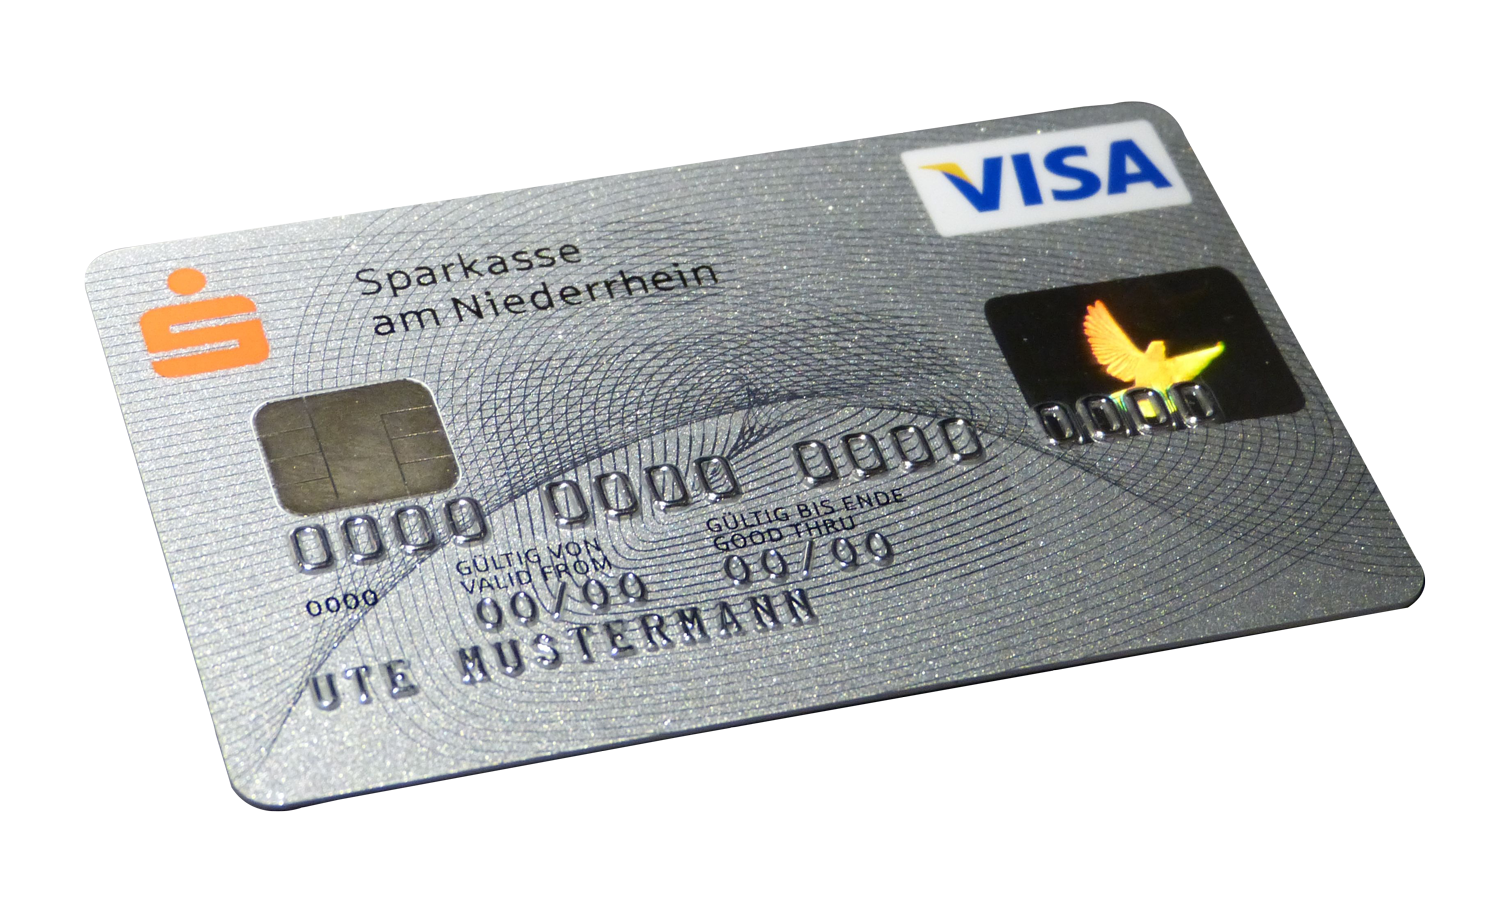 VISA
Sparkasse
am Niederrhein
0000 0000 0000 0000
GÜLTIG VON
VALID FROM
GÜLTIG BIS ENDE
GOOD THRU
0000
00/00 00/00
UTE MUSTERMANN